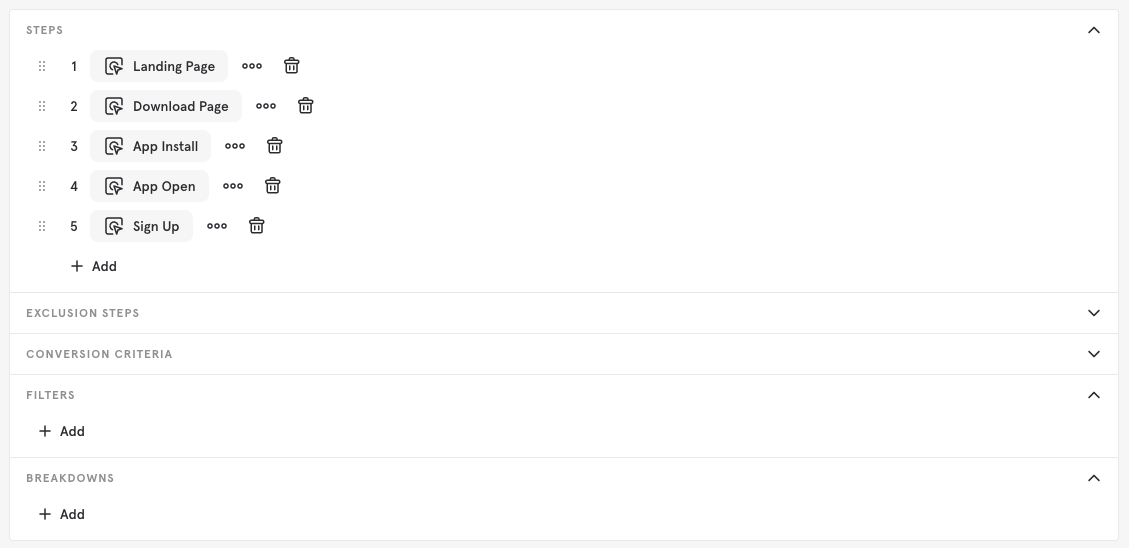 STEPS
1 Landing Page
2 Download Page
3 App Install
4 App Open
5 Sign Up
+ Add
EXCLUSION STEPS
CONVERSION CRITERIA
FILTERS
+ Add
BREAKDOWNS
+ Add